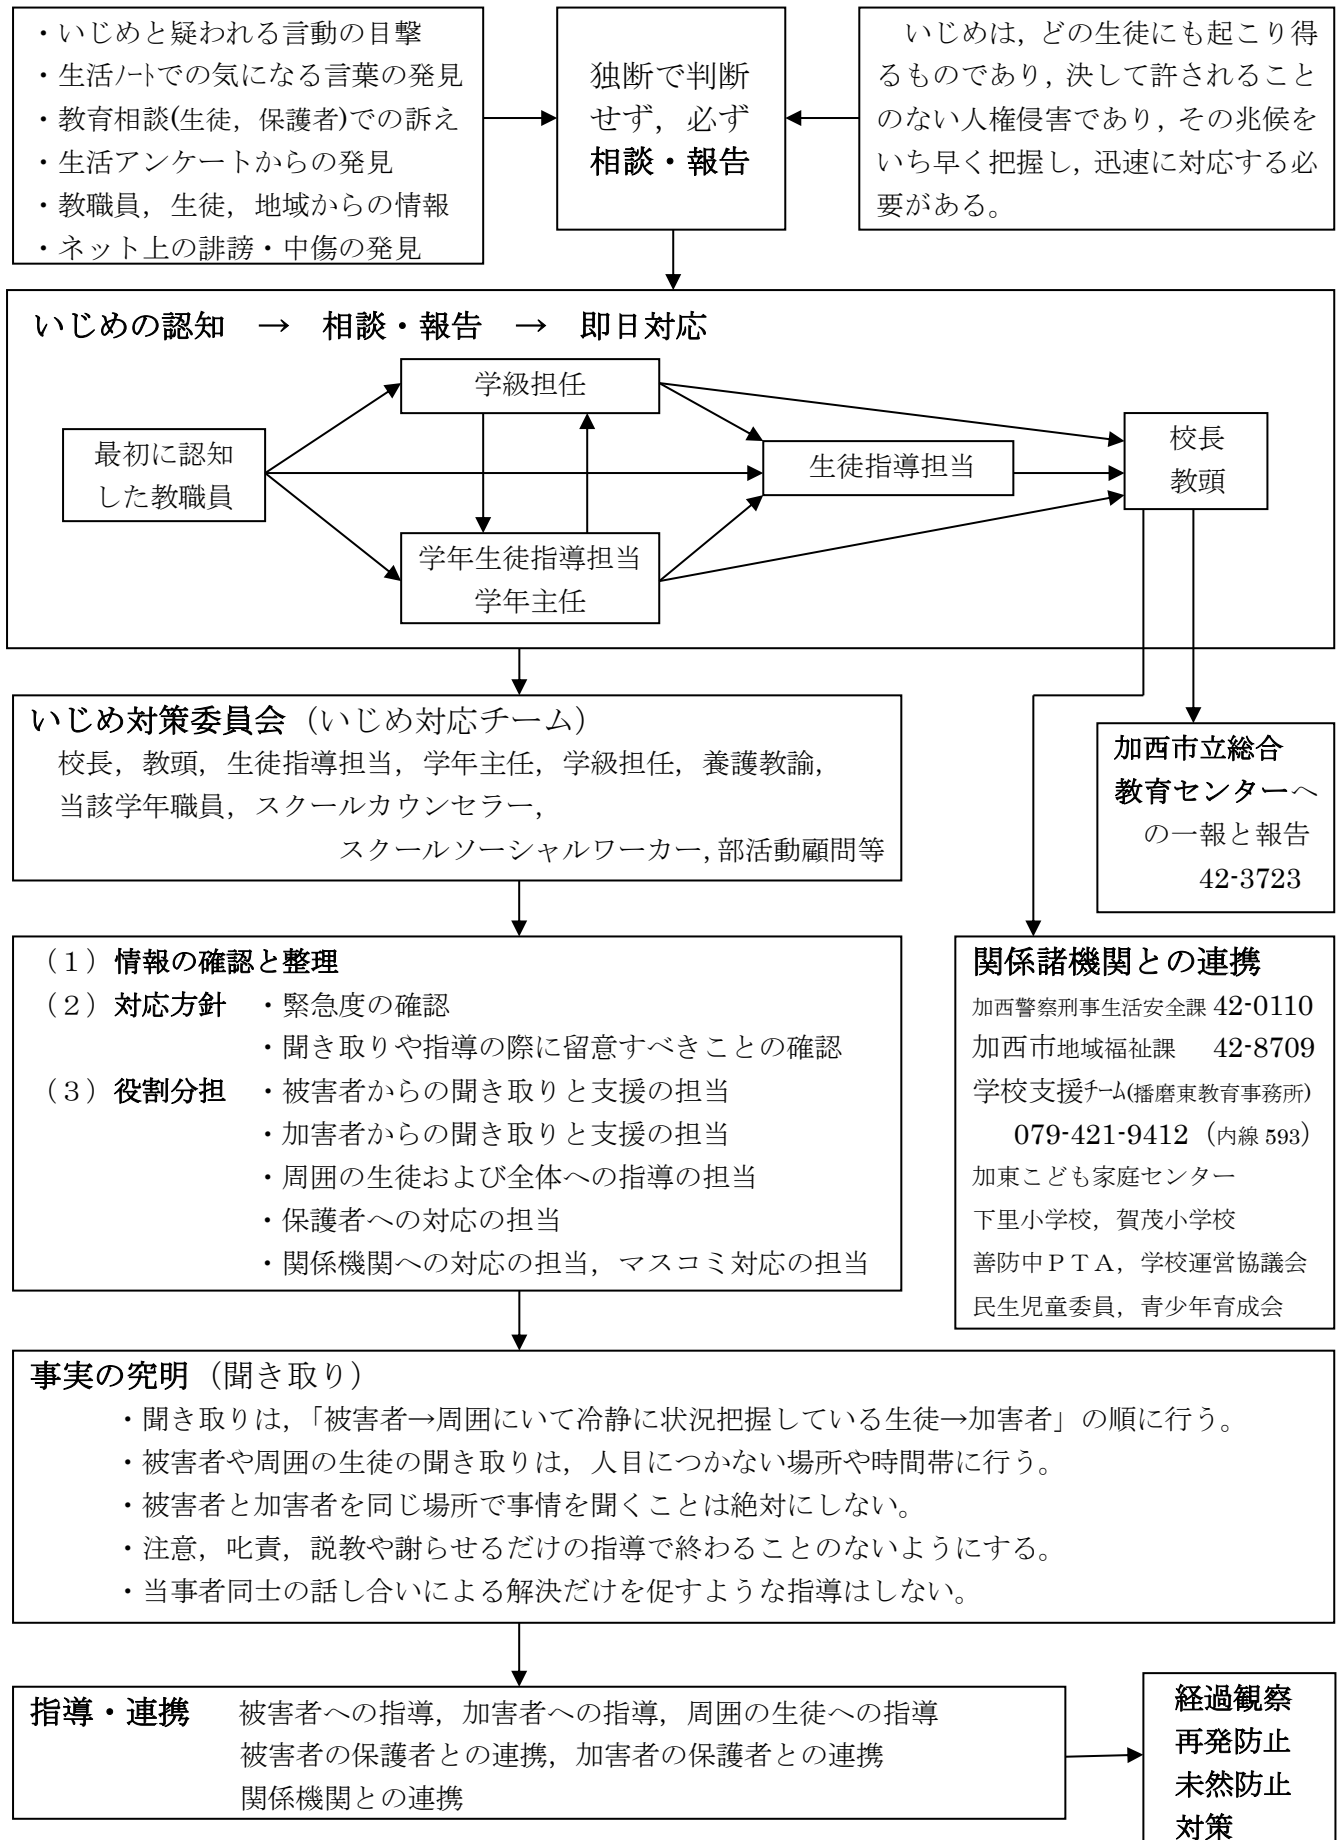 ・いじめと疑われる言動の目撃
・生活ノートでの気になる言葉の発見
・教育相談(生徒，保護者)での訴え
・生活アンケートからの発見
・教職員，生徒，地域からの情報
・ネット上の誹謗・中傷の発見
独断で判断
せず，必ず
相談・報告
いじめは，どの生徒にも起こり得
るものであり，決して許されること
のない人権侵害であり，その兆候を
いち早く把握し，迅速に対応する必
要がある。
いじめの認知　→　相談・報告　→　即日対応
学級担任
最初に認知
した教職員
生徒指導担当
校長
教頭
学年生徒指導担当
学年主任
いじめ対策委員会（いじめ対応チーム）
校長，教頭，生徒指導担当，学年主任，学級担任，養護教諭，
当該学年職員，スクールカウンセラー，
スクールソーシャルワーカー，部活動顧問等
加西市立総合
教育センターへ
の一報と報告
42-3723
（１）情報の確認と整理
（２）対応方針　・緊急度の確認
・聞き取りや指導の際に留意すべきことの確認
（３）役割分担　・被害者からの聞き取りと支援の担当
・加害者からの聞き取りと支援の担当
・周囲の生徒および全体への指導の担当
・保護者への対応の担当
・関係機関への対応の担当，マスコミ対応の担当
関係諸機関との連携
加西警察刑事生活安全課 42-0110
加西市地域福祉課　42-8709
学校支援チーム(播磨東教育事務所)
079-421-9412（内線 593）
加東こども家庭センター
下里小学校，賀茂小学校
善防中ＰＴＡ，学校運営協議会
民生児童委員，青少年育成会
事実の究明（聞き取り）
・聞き取りは，「被害者→周囲にいて冷静に状況把握している生徒→加害者」の順に行う。
・被害者や周囲の生徒の聞き取りは，人目につかない場所や時間帯に行う。
・被害者と加害者を同じ場所で事情を聞くことは絶対にしない。
・注意，叱責，説教や謝らせるだけの指導で終わることのないようにする。
・当事者同士の話し合いによる解決だけを促すような指導はしない。
指導・連携　被害者への指導，加害者への指導，周囲の生徒への指導
被害者の保護者との連携，加害者の保護者との連携
関係機関との連携
経過観察
再発防止
未然防止
対策